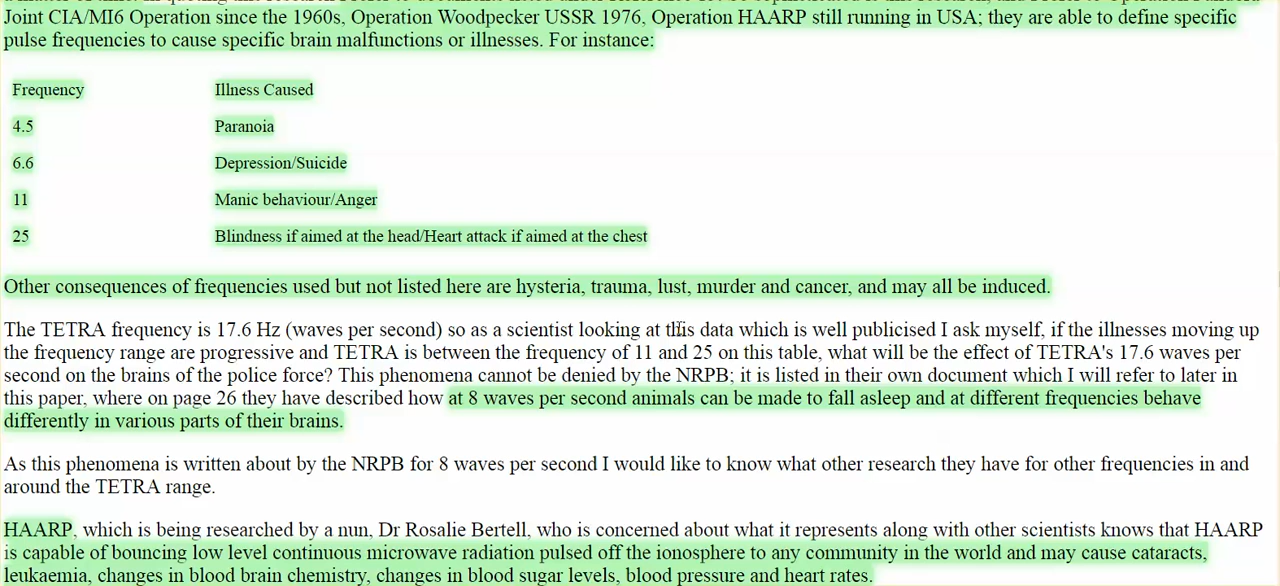 Joint CIA/MI6 Operation since the 1960s, Operation Woodpecker USSR 1976, Operation HAARP still running in USA; they are able to define specific
pulse frequencies to cause specific brain malfunctions or illnesses. For instance:
Frequency Illness Caused
4.5 Paranoia
6.6 Depression/Suicide
11 Manic behaviour/Anger
25 Blindness if aimed at the head/Heart attack if aimed at the chest
Other consequences of frequencies used but not listed here are hysteria, trauma, lust, murder and cancer, and may all be induced.
The TETRA frequency is 17.6 Hz (waves per second) so as a scientist looking at this data which is well publicised I ask myself, if the illnesses moving up
the frequency range are progressive and TETRA is between the frequency of 11 and 25 on this table, what will be the effect of TETRA's 17.6 waves per
second on the brains of the police force? This phenomena cannot be denied by the NRPB; it is listed in their own document which I will refer to later in
this paper, where on page 26 they have described how at 8 waves per second animals can be made to fall asleep and at different frequencies behave
differently in various parts of their brains.
As this phenomena is written about by the NRPB for 8 waves per second I would like to know what other research they have for other frequencies in and
around the TETRA range.
HAARP, which is being researched by a nun, Dr Rosalie Bertell, who is concerned about what it represents along with other scientists knows that HAARP
is capable of bouncing low level continuous microwave radiation pulsed off the ionosphere to any community in the world and may cause cataracts,
leukaemia, changes in blood brain chemistry, changes in blood sugar levels, blood pressure and heart rates.